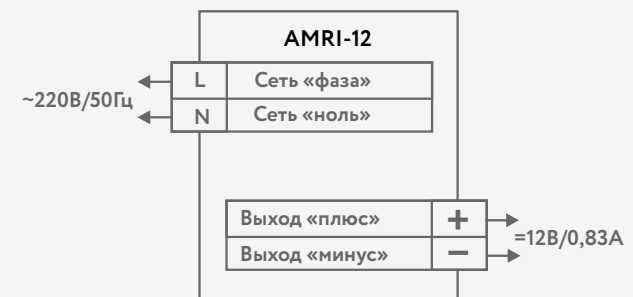 AMRI-12
L Сеть «фаза»
~220В/50Гц
N Сеть «ноль»
Выход «плюс» +
=12В/0,83А
Выход «минус» −